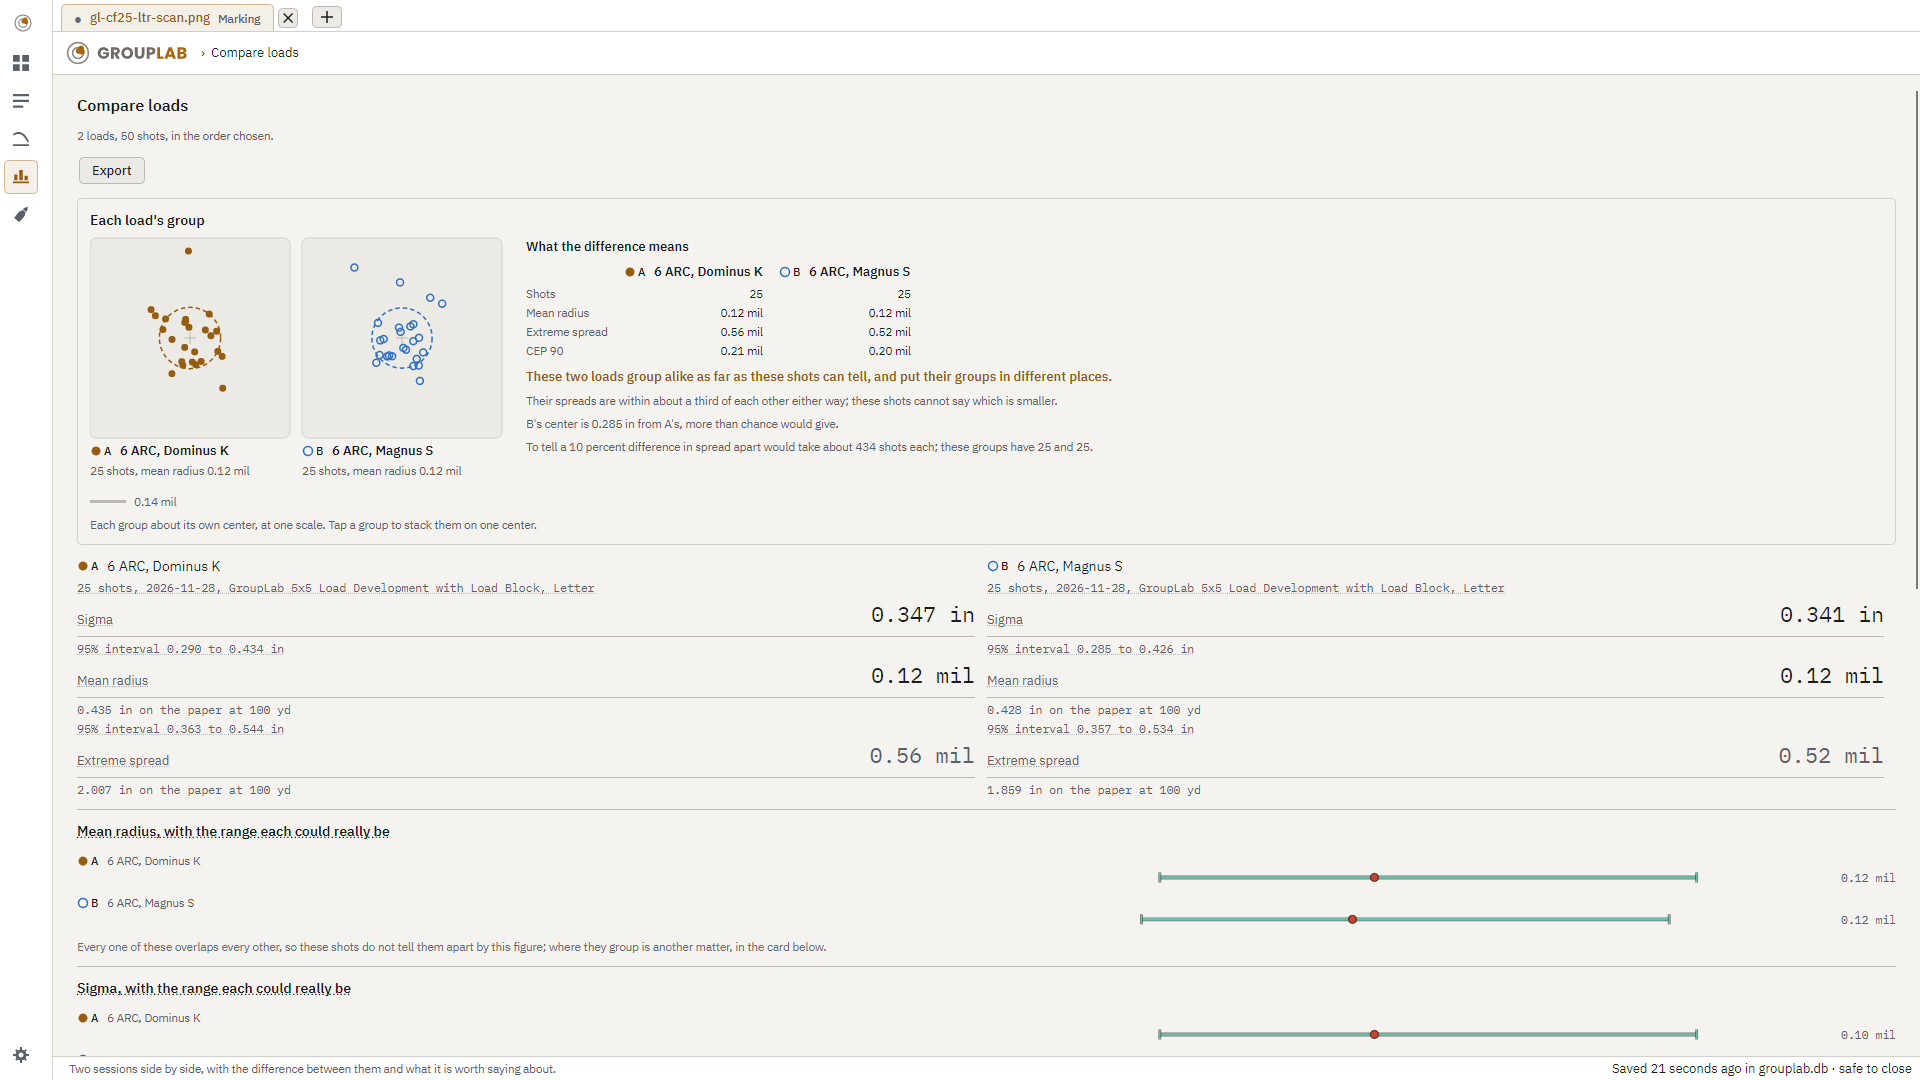 gl-cf25-ltr-scan.png Marking
GROUPLAB › Compare loads
Compare loads
2 loads, 50 shots, in the order chosen.
Export
Each load's group
What the difference means
A 6 ARC, Dominus K B 6 ARC, Magnus S
Shots 25 25
Mean radius 0.12 mil 0.12 mil
Extreme spread 0.56 mil 0.52 mil
CEP 90 0.21 mil 0.20 mil
These two loads group alike as far as these shots can tell, and put their groups in different places.
Their spreads are within about a third of each other either way; these shots cannot say which is smaller.
B's center is 0.285 in from A's, more than chance would give.
To tell a 10 percent difference in spread apart would take about 434 shots each; these groups have 25 and 25.
A 6 ARC, Dominus K
25 shots, mean radius 0.12 mil
B 6 ARC, Magnus S
25 shots, mean radius 0.12 mil
0.14 mil
Each group about its own center, at one scale. Tap a group to stack them on one center.
A 6 ARC, Dominus K
25 shots, 2026-11-28, GroupLab 5x5 Load Development with Load Block, Letter
Sigma 0.347 in
95% interval 0.290 to 0.434 in
Mean radius 0.12 mil
0.435 in on the paper at 100 yd
95% interval 0.363 to 0.544 in
Extreme spread 0.56 mil
2.007 in on the paper at 100 yd
B 6 ARC, Magnus S
25 shots, 2026-11-28, GroupLab 5x5 Load Development with Load Block, Letter
Sigma 0.341 in
95% interval 0.285 to 0.426 in
Mean radius 0.12 mil
0.428 in on the paper at 100 yd
95% interval 0.357 to 0.534 in
Extreme spread 0.52 mil
1.859 in on the paper at 100 yd
Mean radius, with the range each could really be
A 6 ARC, Dominus K
0.12 mil
B 6 ARC, Magnus S
0.12 mil
Every one of these overlaps every other, so these shots do not tell them apart by this figure; where they group is another matter, in the card below.
Sigma, with the range each could really be
A 6 ARC, Dominus K
0.10 mil
Two sessions side by side, with the difference between them and what it is worth saying about.
Saved 21 seconds ago in grouplab.db · safe to close